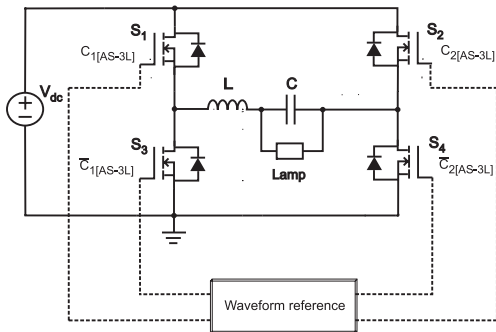 S1
C1[AS-3L]
S2
C2[AS-3L]
Vdc
L
C
Lamp
S3
C̅1[AS-3L]
S4
C̅2[AS-3L]
Waveform reference